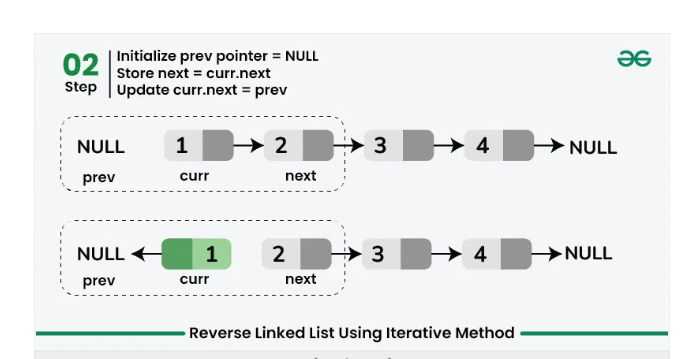 02
Step
Initialize prev pointer = NULL
Store next = curr.next
Update curr.next = prev
NULL 1 2 3 4 NULL
prev curr next
NULL 1 2 3 4 NULL
prev curr next
Reverse Linked List Using Iterative Method